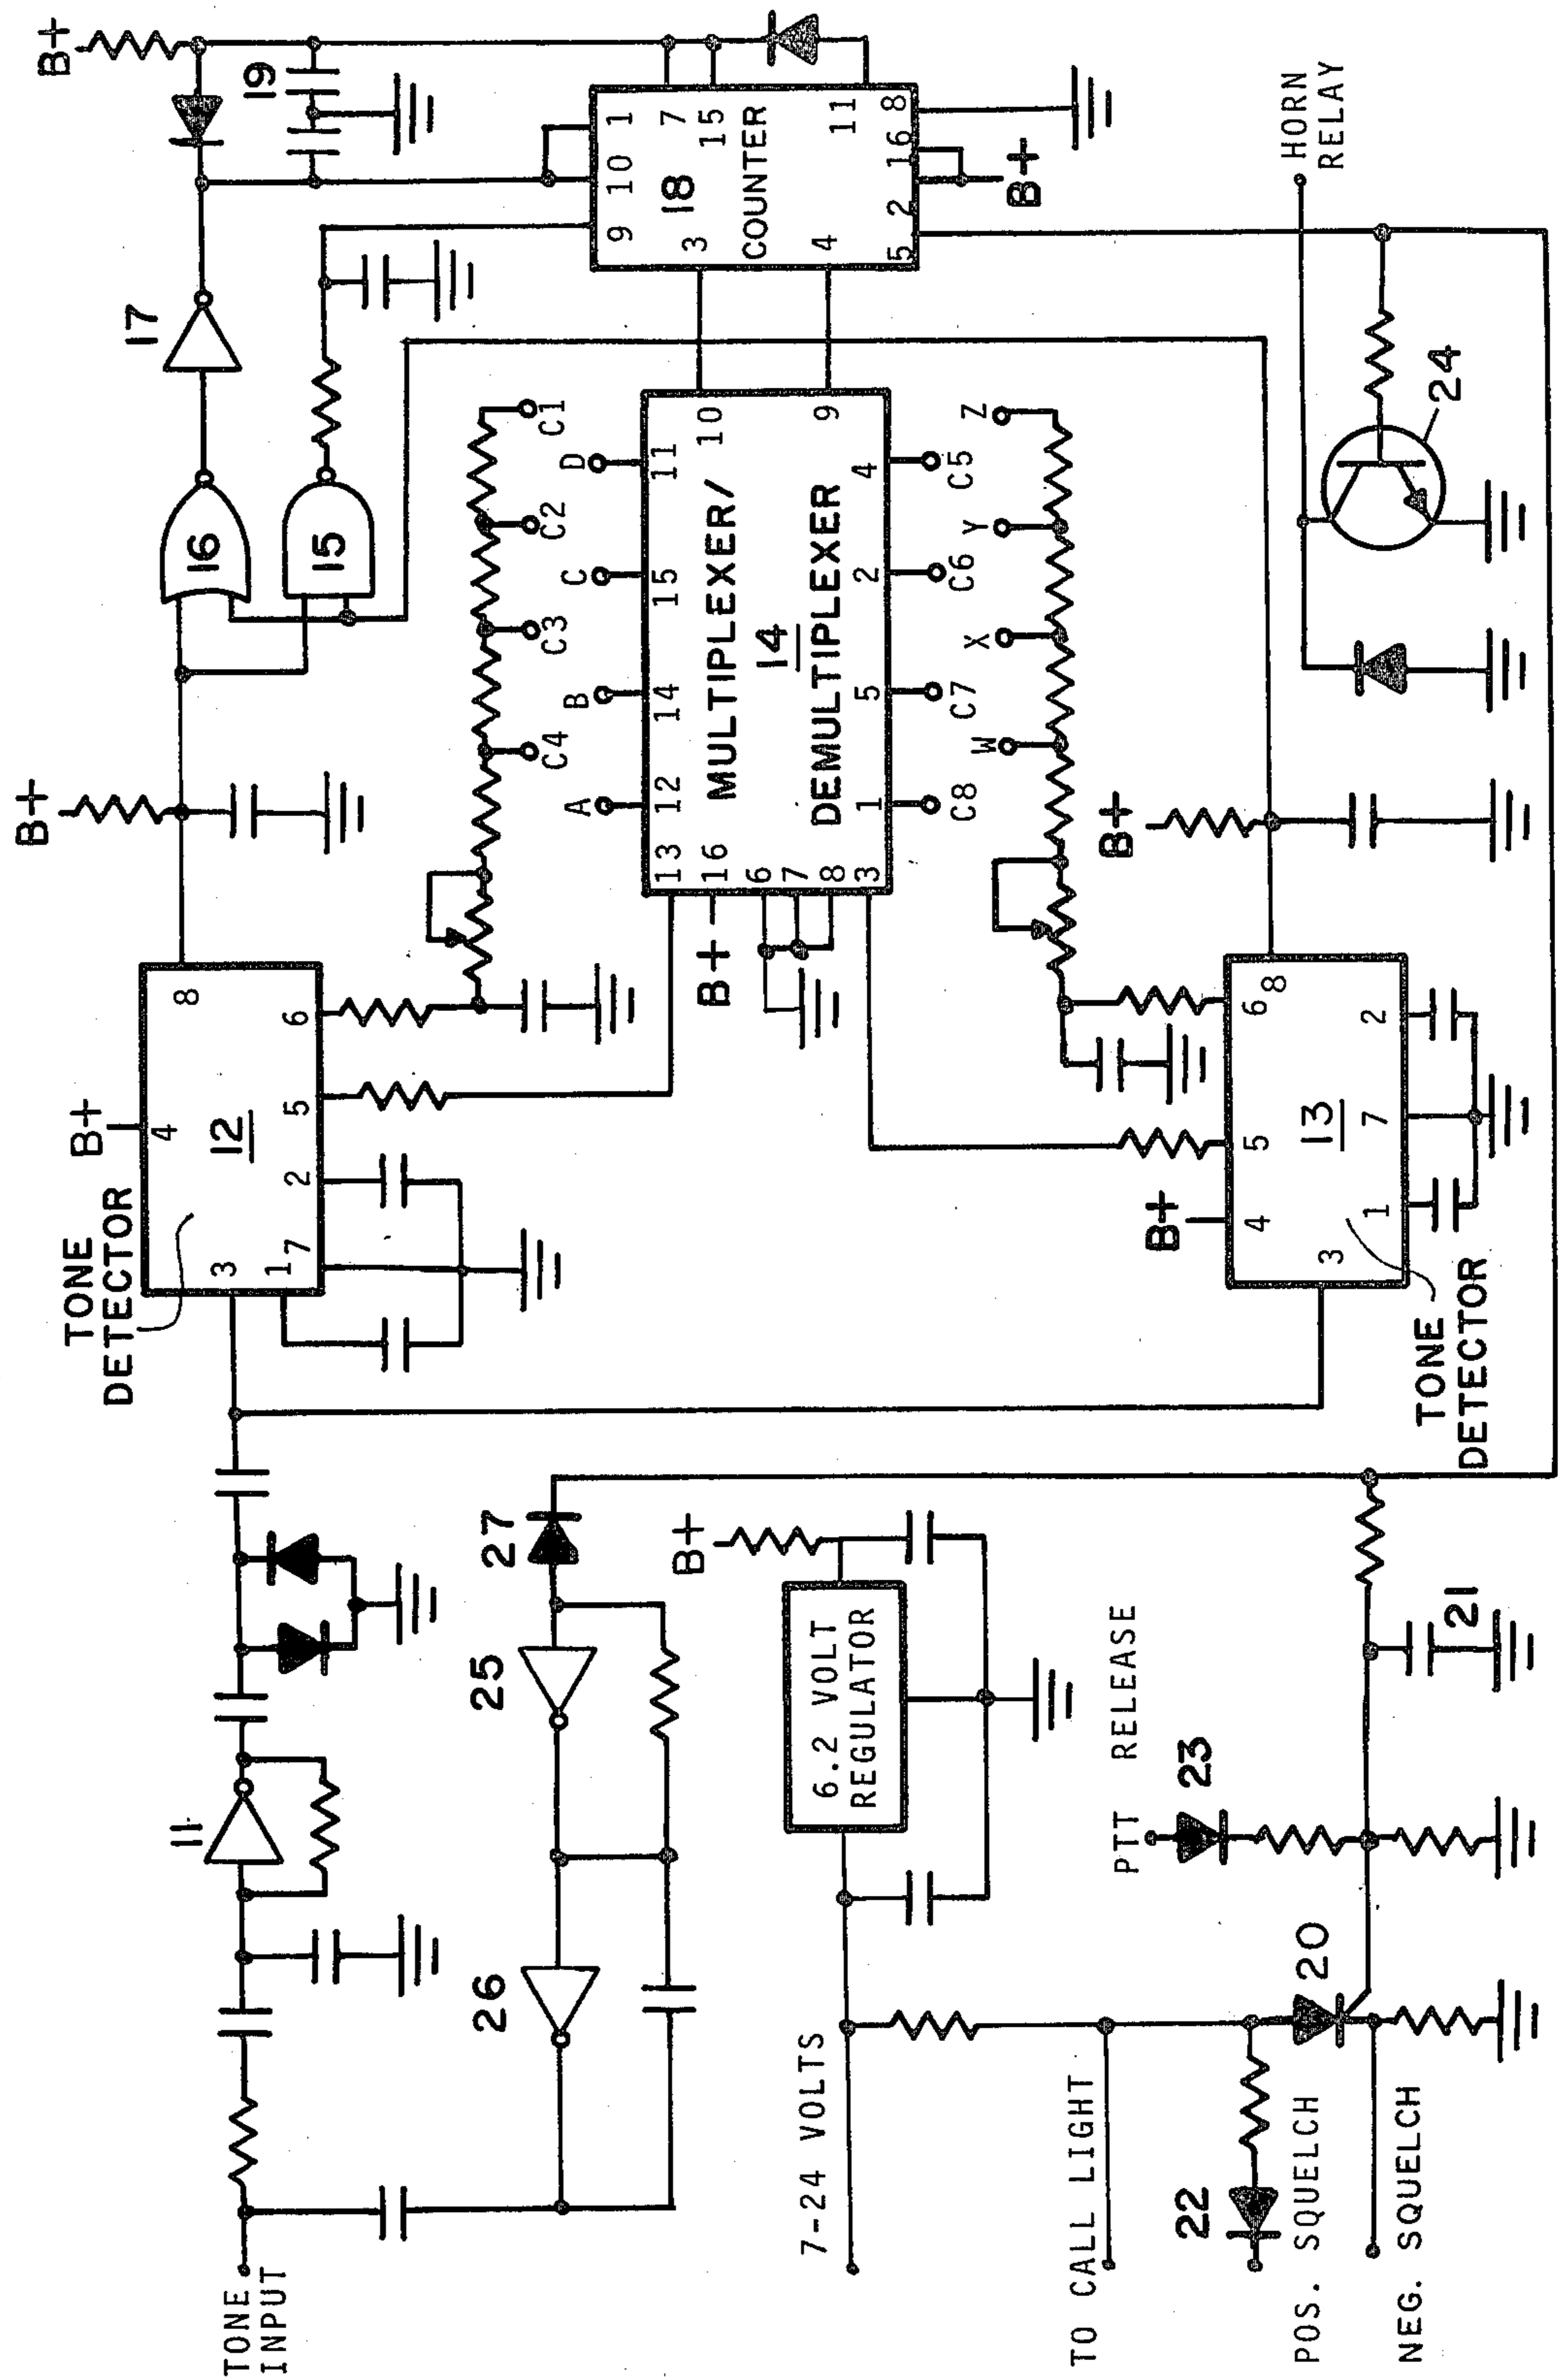 TONE
INPUT
11
TONE
DETECTOR
B+
4
12
3
1
7
2
5
6
8
B+
16
15
17
B+
19
9
10
1
18
7
15
3
COUNTER
4
11
5
2
16
8
B+
C4
C3
C2
C1
A
B
C
D
13
12
14
15
11
10
16
B+
MULTIPLEXER/
14
DEMULTIPLEXER
6
7
8
3
1
5
2
4
9
C8
C7
C6
C5
W
X
Y
Z
26
25
27
B+
6.2 VOLT
REGULATOR
7-24 VOLTS
TO CALL LIGHT
22
POS. SQUELCH
NEG. SQUELCH
20
PTT RELEASE
23
21
B+
4
5
6
8
3
13
1
7
2
TONE
DETECTOR
B+
HORN
RELAY
24